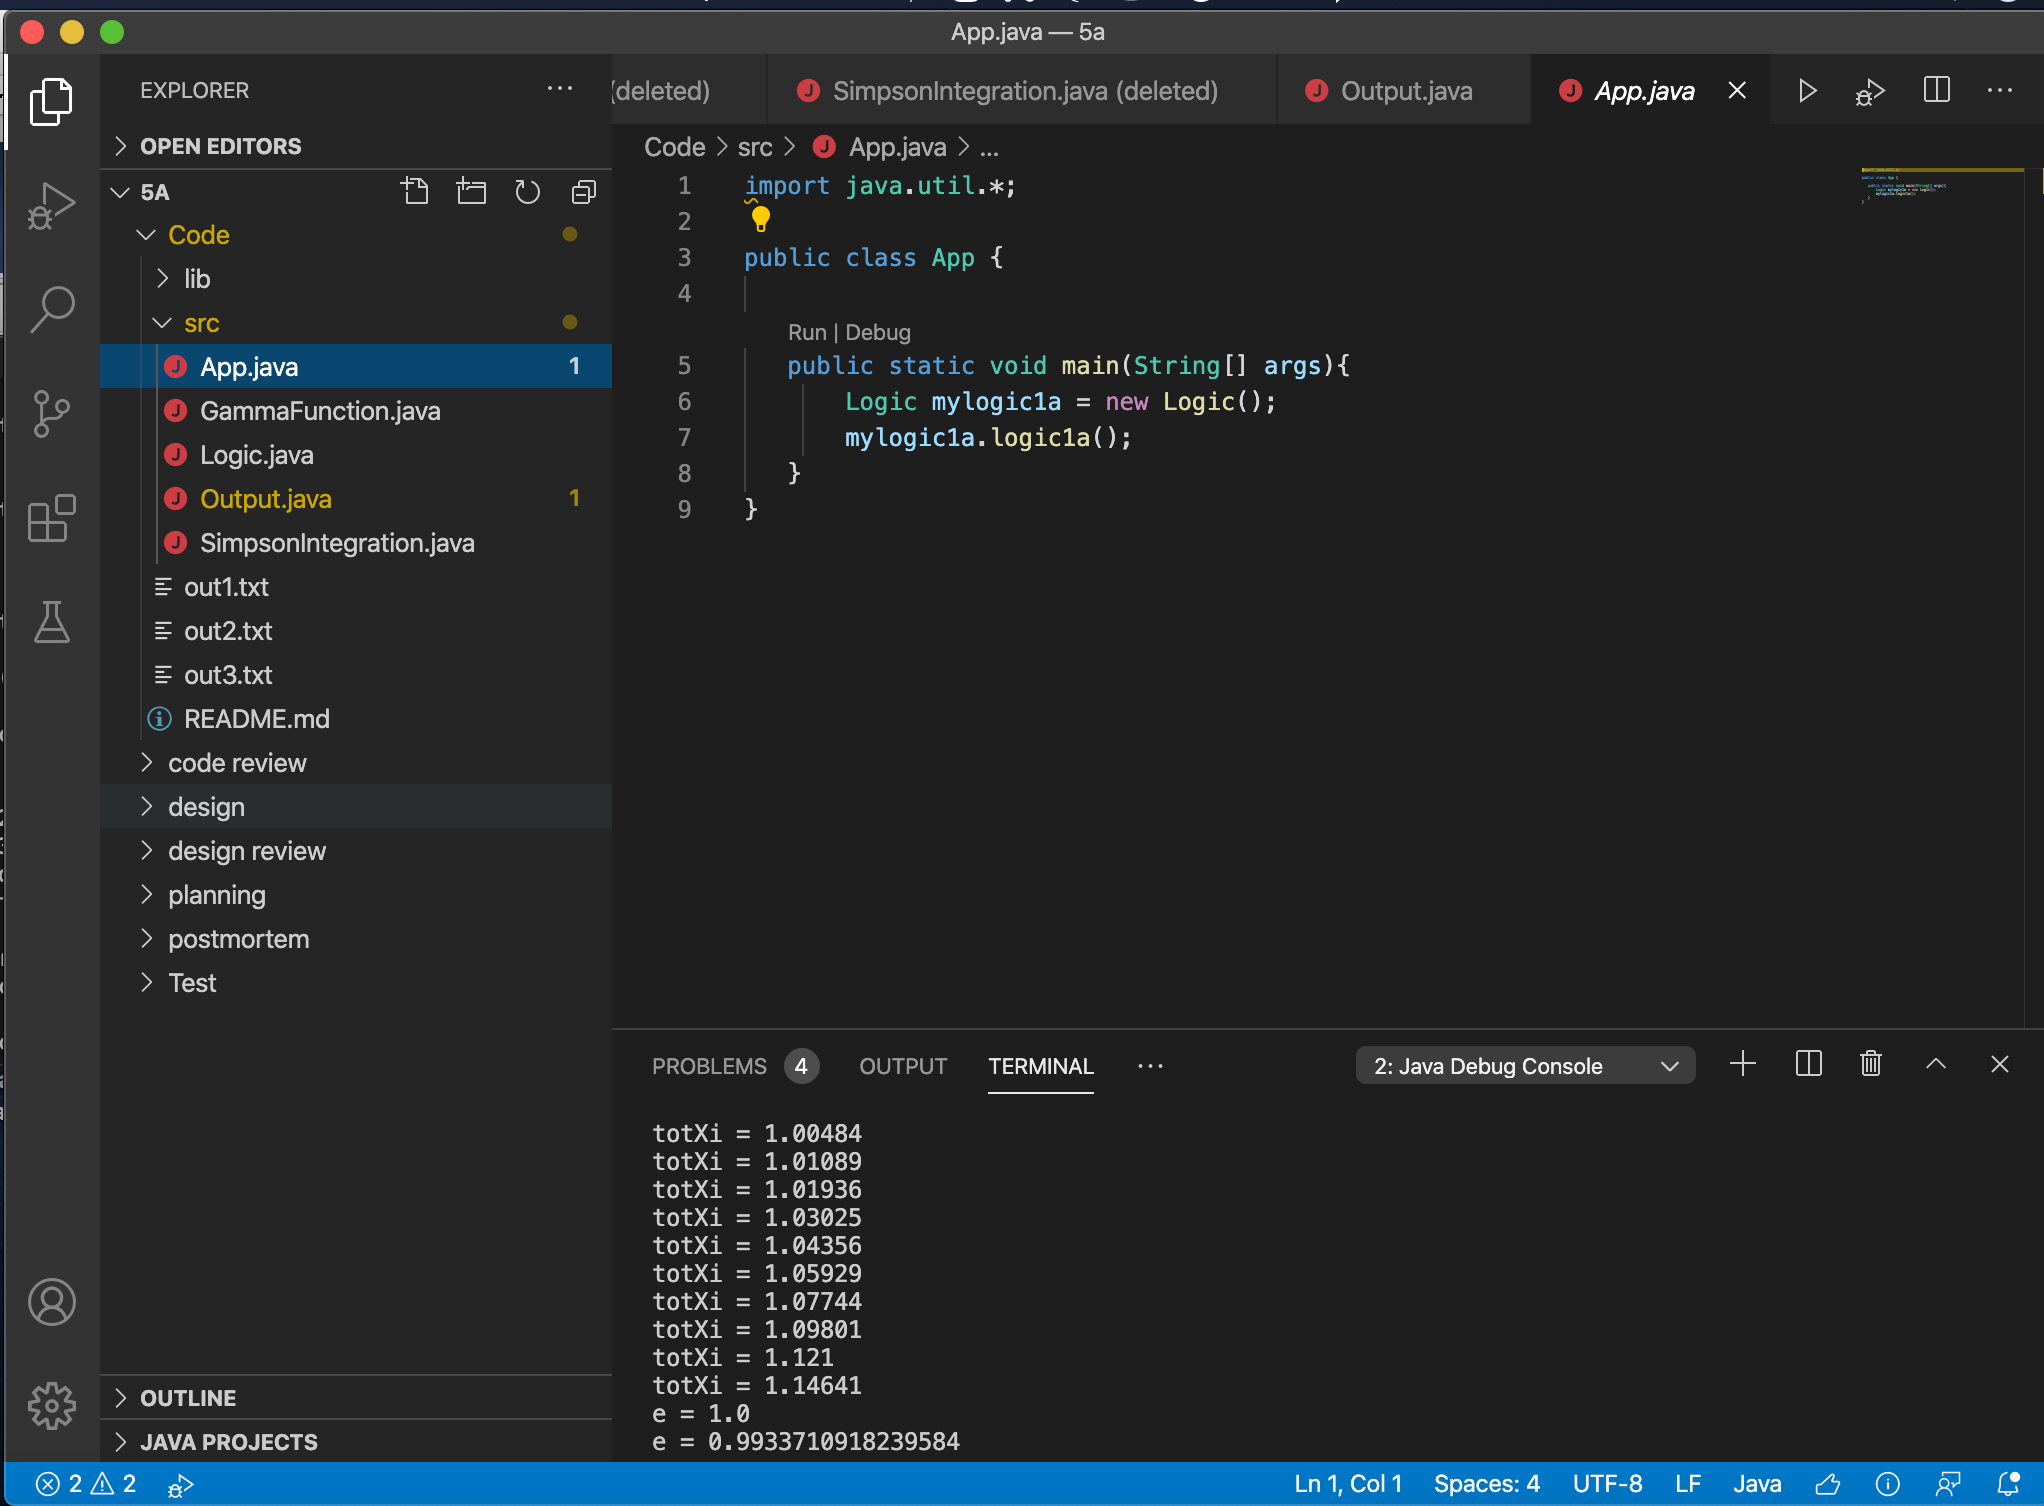 App.java — 5a
EXPLORER
OPEN EDITORS
5A
Code
lib
src
App.java 1
GammaFunction.java
Logic.java
Output.java 1
SimpsonIntegration.java
out1.txt
out2.txt
out3.txt
README.md
code review
design
design review
planning
postmortem
Test
OUTLINE
JAVA PROJECTS
(deleted) SimpsonIntegration.java (deleted) Output.java App.java
Code > src > App.java > ...
1 import java.util.*;
2
3 public class App {
4
Run | Debug
5 public static void main(String[] args){
6 Logic mylogic1a = new Logic();
7 mylogic1a.logic1a();
8 }
9 }
PROBLEMS 4 OUTPUT TERMINAL 2: Java Debug Console
totXi = 1.00484
totXi = 1.01089
totXi = 1.01936
totXi = 1.03025
totXi = 1.04356
totXi = 1.05929
totXi = 1.07744
totXi = 1.09801
totXi = 1.121
totXi = 1.14641
e = 1.0
e = 0.9933710918239584
2 2 Ln 1, Col 1 Spaces: 4 UTF-8 LF Java